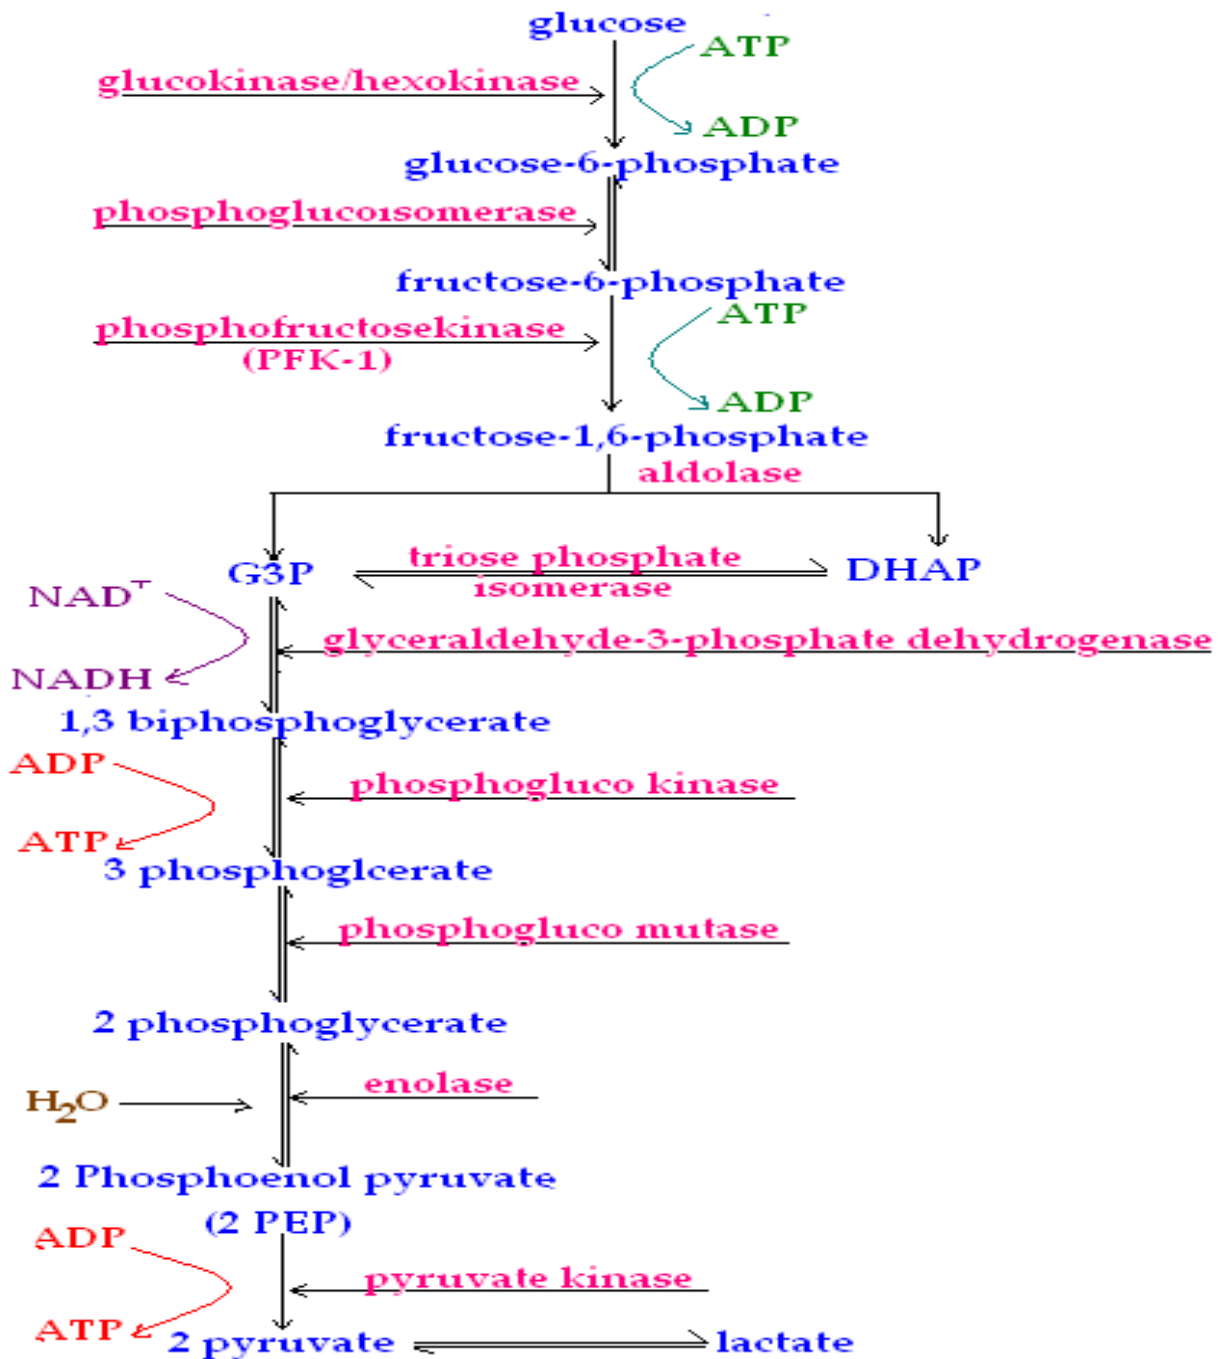 glucose
ATP
glucokinase/hexokinase
ADP
glucose-6-phosphate
phosphoglucoisomerase
fructose-6-phosphate
ATP
phosphofructosekinase
(PFK-1)
ADP
fructose-1,6-phosphate
aldolase
triose phosphate
G3P
DHAP
isomerase
NAD+
glyceraldehyde-3-phosphate dehydrogenase
NADH
1,3 biphosphoglycerate
ADP
phosphogluco kinase
ATP
3 phosphoglcerate
phosphogluco mutase
2 phosphoglycerate
enolase
H2O
2 Phosphoenol pyruvate
(2 PEP)
ADP
pyruvate kinase
ATP
2 pyruvate
lactate